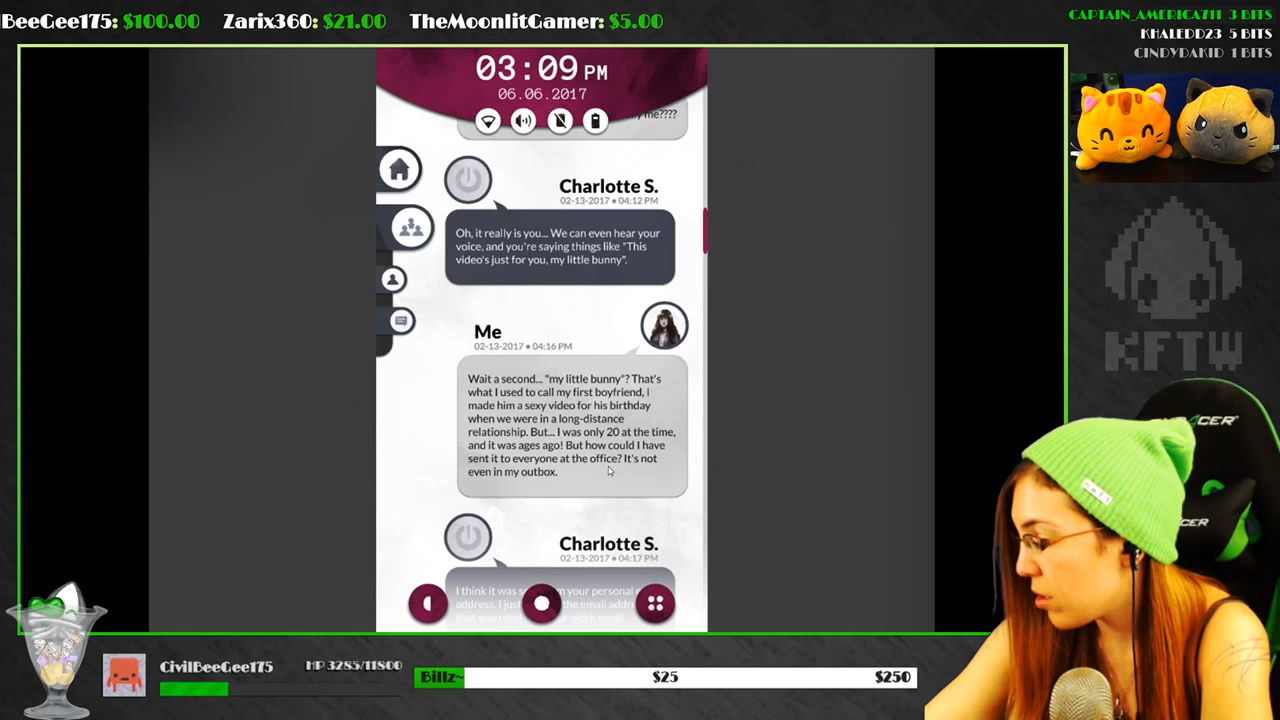 BeeGee175: $100.00 Zarix360: $21.00 TheMoonlitGamer: $5.00
CAPTAIN_AMERICA711 3 BITS
KHALEDD23 5 BITS
CINDYDAKID 1 BITS
03:09 PM
06.06.2017
me????
Charlotte S.
02-13-2017 • 04:12 PM
Oh, it really is you... We can even hear your
voice, and you're saying things like "This
video's just for you, my little bunny".
Me
02-13-2017 • 04:16 PM
Wait a second... "my little bunny"? That's
what I used to call my first boyfriend, I
made him a sexy video for his birthday
when we were in a long-distance
relationship. But... I was only 20 at the time,
and it was ages ago! But how could I have
sent it to everyone at the office? It's not
even in my outbox.
Charlotte S.
02-13-2017 • 04:17 PM
I think it was your personal
address. I just the email
that was used work email
KFTW
CivilBeeGee175 HP 3285/11800
Billz~ $25 $250